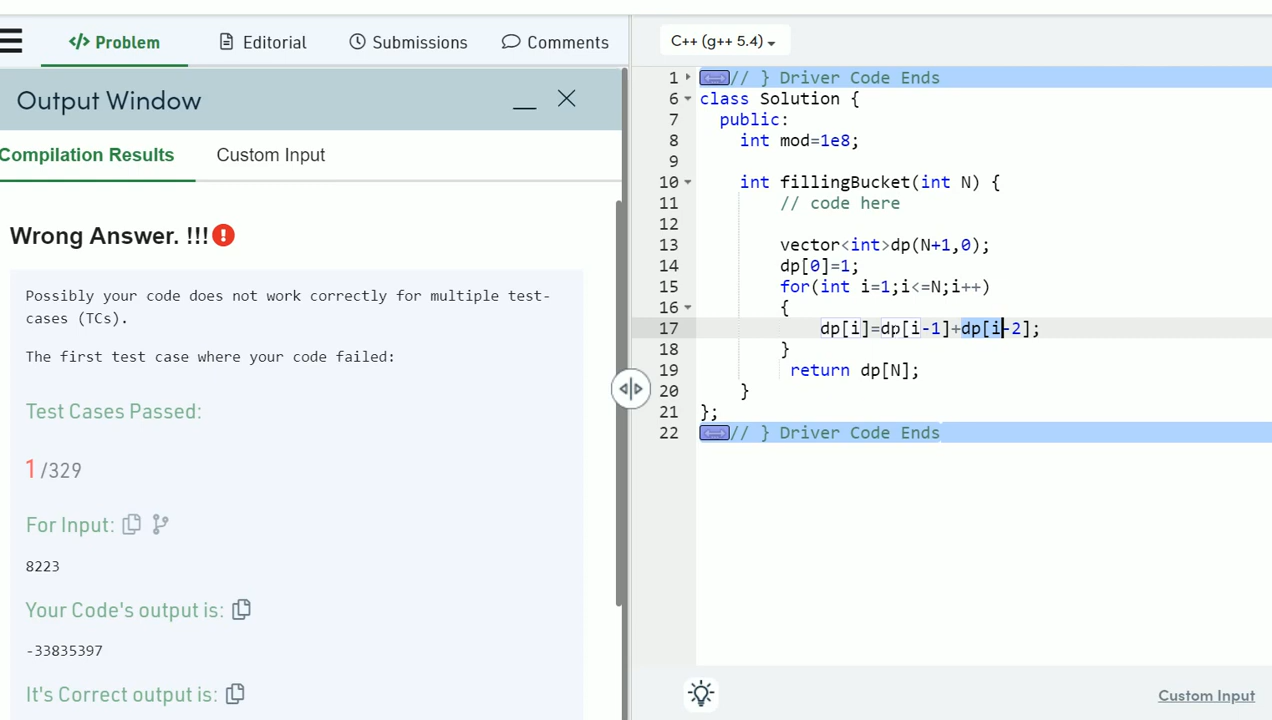 </> Problem
Editorial
Submissions
Comments
C++ (g++ 5.4)
Output Window
Compilation Results
Custom Input
Wrong Answer. !!!
Possibly your code does not work correctly for multiple test-
cases (TCs).
The first test case where your code failed:
Test Cases Passed:
1 /329
For Input:
8223
Your Code's output is:
-33835397
It's Correct output is:
1 // } Driver Code Ends
6 class Solution {
7 public:
8 int mod=1e8;
9
10 int fillingBucket(int N) {
11 // code here
12
13 vector<int>dp(N+1,0);
14 dp[0]=1;
15 for(int i=1;i<=N;i++)
16 {
17 dp[i]=dp[i-1]+dp[i-2];
18 }
19 return dp[N];
20 }
21 };
22 // } Driver Code Ends
Custom Input